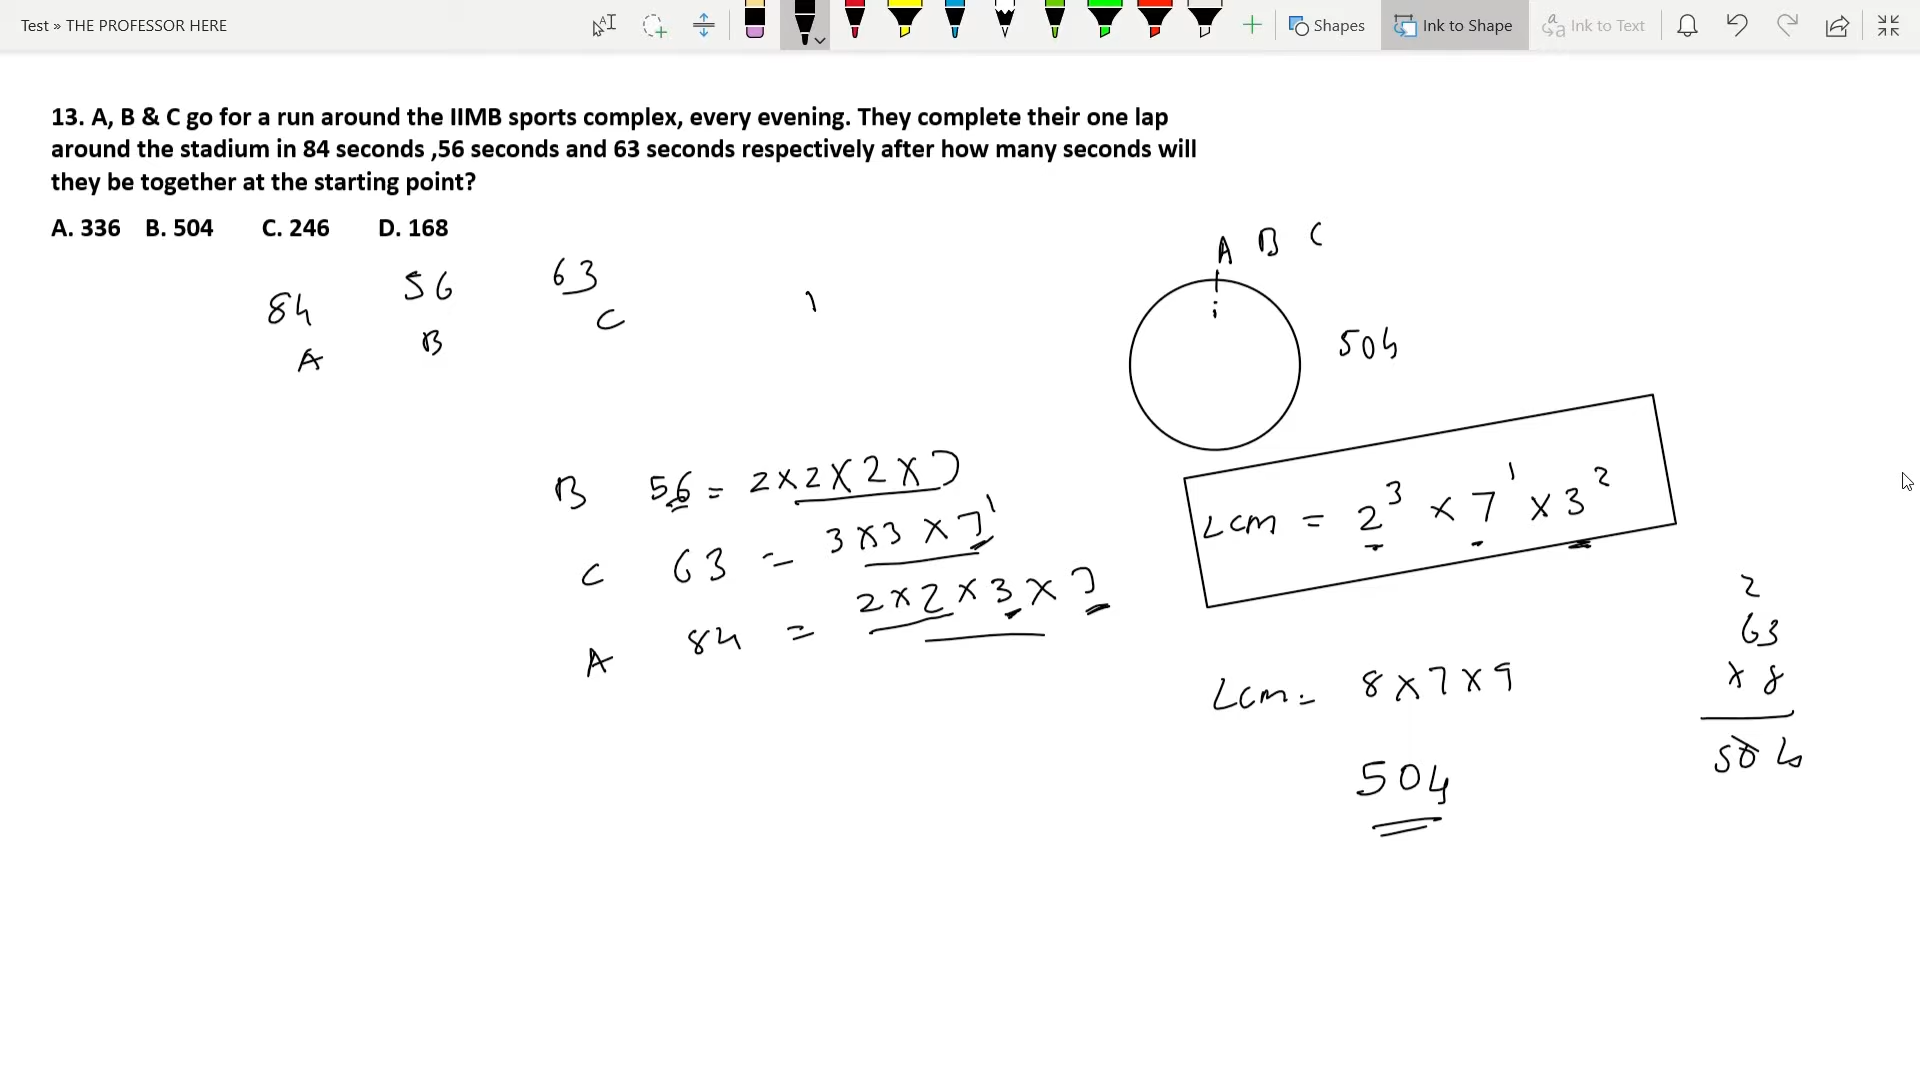 Test » THE PROFESSOR HERE
Shapes
Ink to Shape
Ink to Text
13. A, B & C go for a run around the IIMB sports complex, every evening. They complete their one lap
around the stadium in 84 seconds ,56 seconds and 63 seconds respectively after how many seconds will
they be together at the starting point?
A. 336 B. 504 C. 246 D. 168
A B C
84 56 63
A B C
504
B 56 = 2×2×2×7
C 63 = 3×3×7¹
A 84 = 2×2×3×7
LCM = 2³ × 7¹ × 3²
LCM = 8×7×9
504
2
63
× 8
504